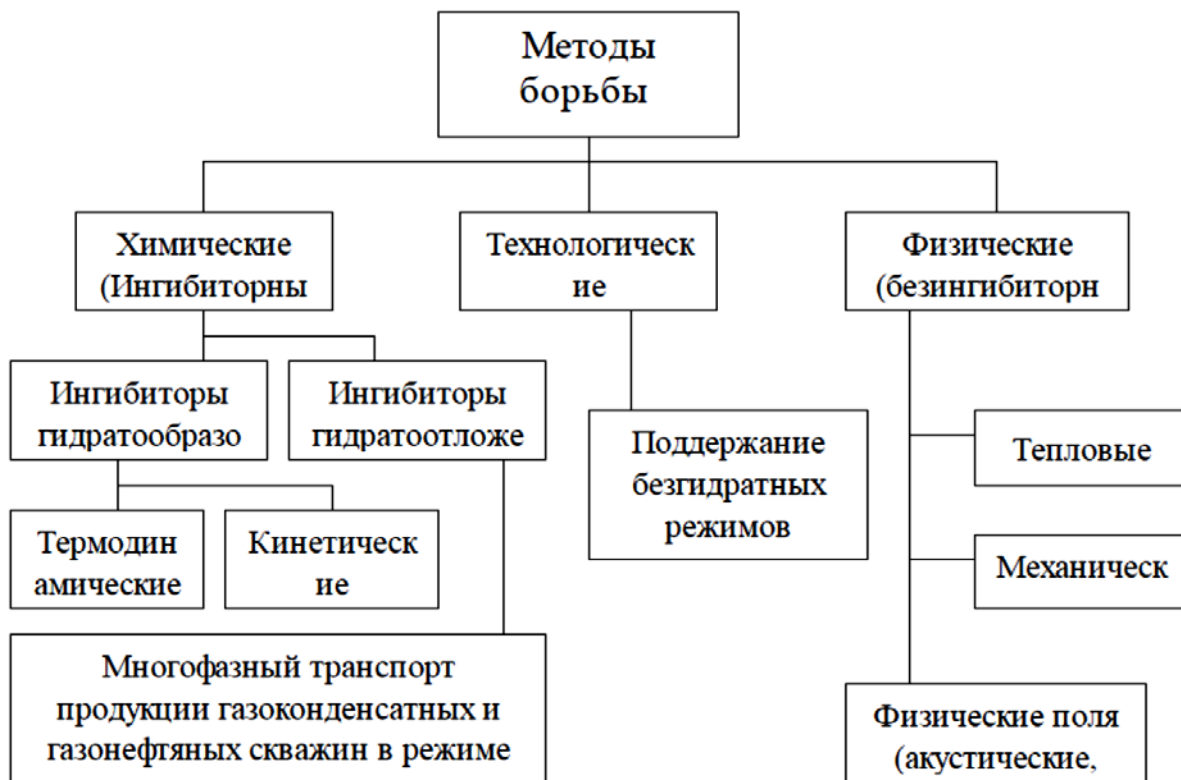 Методы
борьбы
Химические
(Ингибиторны
Технологическ
ие
Физические
(безингибиторн
Ингибиторы
гидратообразо
Ингибиторы
гидратоотложе
Поддержание
безгидратных
режимов
Тепловые
Термодин
амические
Кинетическ
ие
Механическ
Многофазный транспорт
продукции газоконденсатных и
газонефтяных скважин в режиме
Физические поля
(акустические,